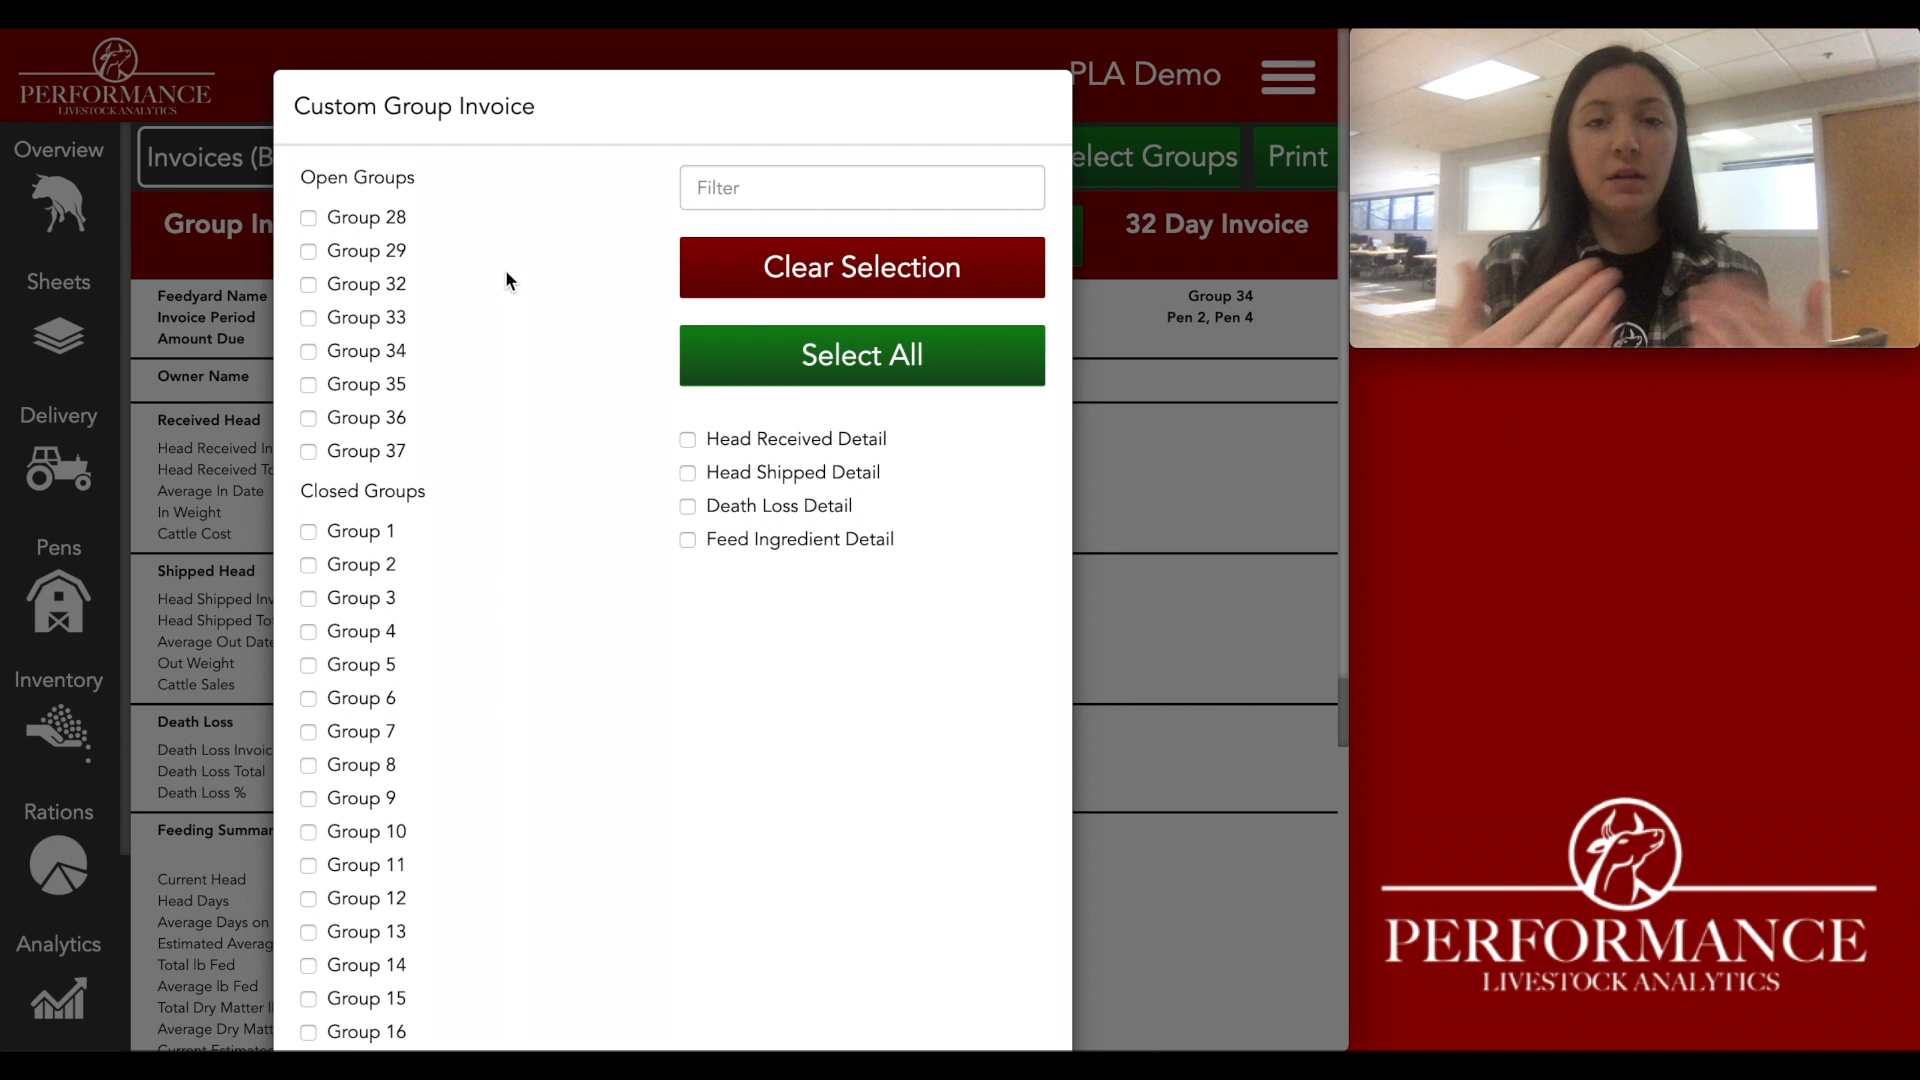 PERFORMANCE
LIVESTOCK ANALYTICS
PLA Demo
Overview
Sheets
Delivery
Pens
Inventory
Rations
Analytics
Invoices (B
elect Groups
Print
Group In
32 Day Invoice
Feedyard Name
Invoice Period
Amount Due
Group 34
Pen 2, Pen 4
Owner Name
Received Head
Head Received In
Head Received To
Average In Date
In Weight
Cattle Cost
Shipped Head
Head Shipped Inv
Head Shipped To
Average Out Date
Out Weight
Cattle Sales
Death Loss
Death Loss Invoic
Death Loss Total
Death Loss %
Feeding Summar
Current Head
Head Days
Average Days on
Estimated Averag
Total lb Fed
Average lb Fed
Total Dry Matter l
Average Dry Matt
Current Estimated
Custom Group Invoice
Open Groups
Group 28
Group 29
Group 32
Group 33
Group 34
Group 35
Group 36
Group 37
Closed Groups
Group 1
Group 2
Group 3
Group 4
Group 5
Group 6
Group 7
Group 8
Group 9
Group 10
Group 11
Group 12
Group 13
Group 14
Group 15
Group 16
Filter
Clear Selection
Select All
Head Received Detail
Head Shipped Detail
Death Loss Detail
Feed Ingredient Detail
PERFORMANCE
LIVESTOCK ANALYTICS